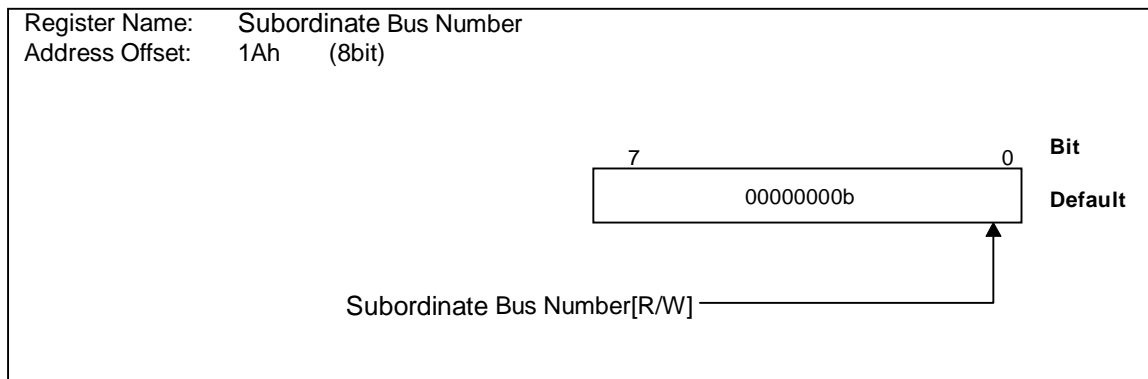 Register Name: Subordinate Bus Number
Address Offset: 1Ah (8bit)
7 0 Bit
00000000b Default
Subordinate Bus Number[R/W]